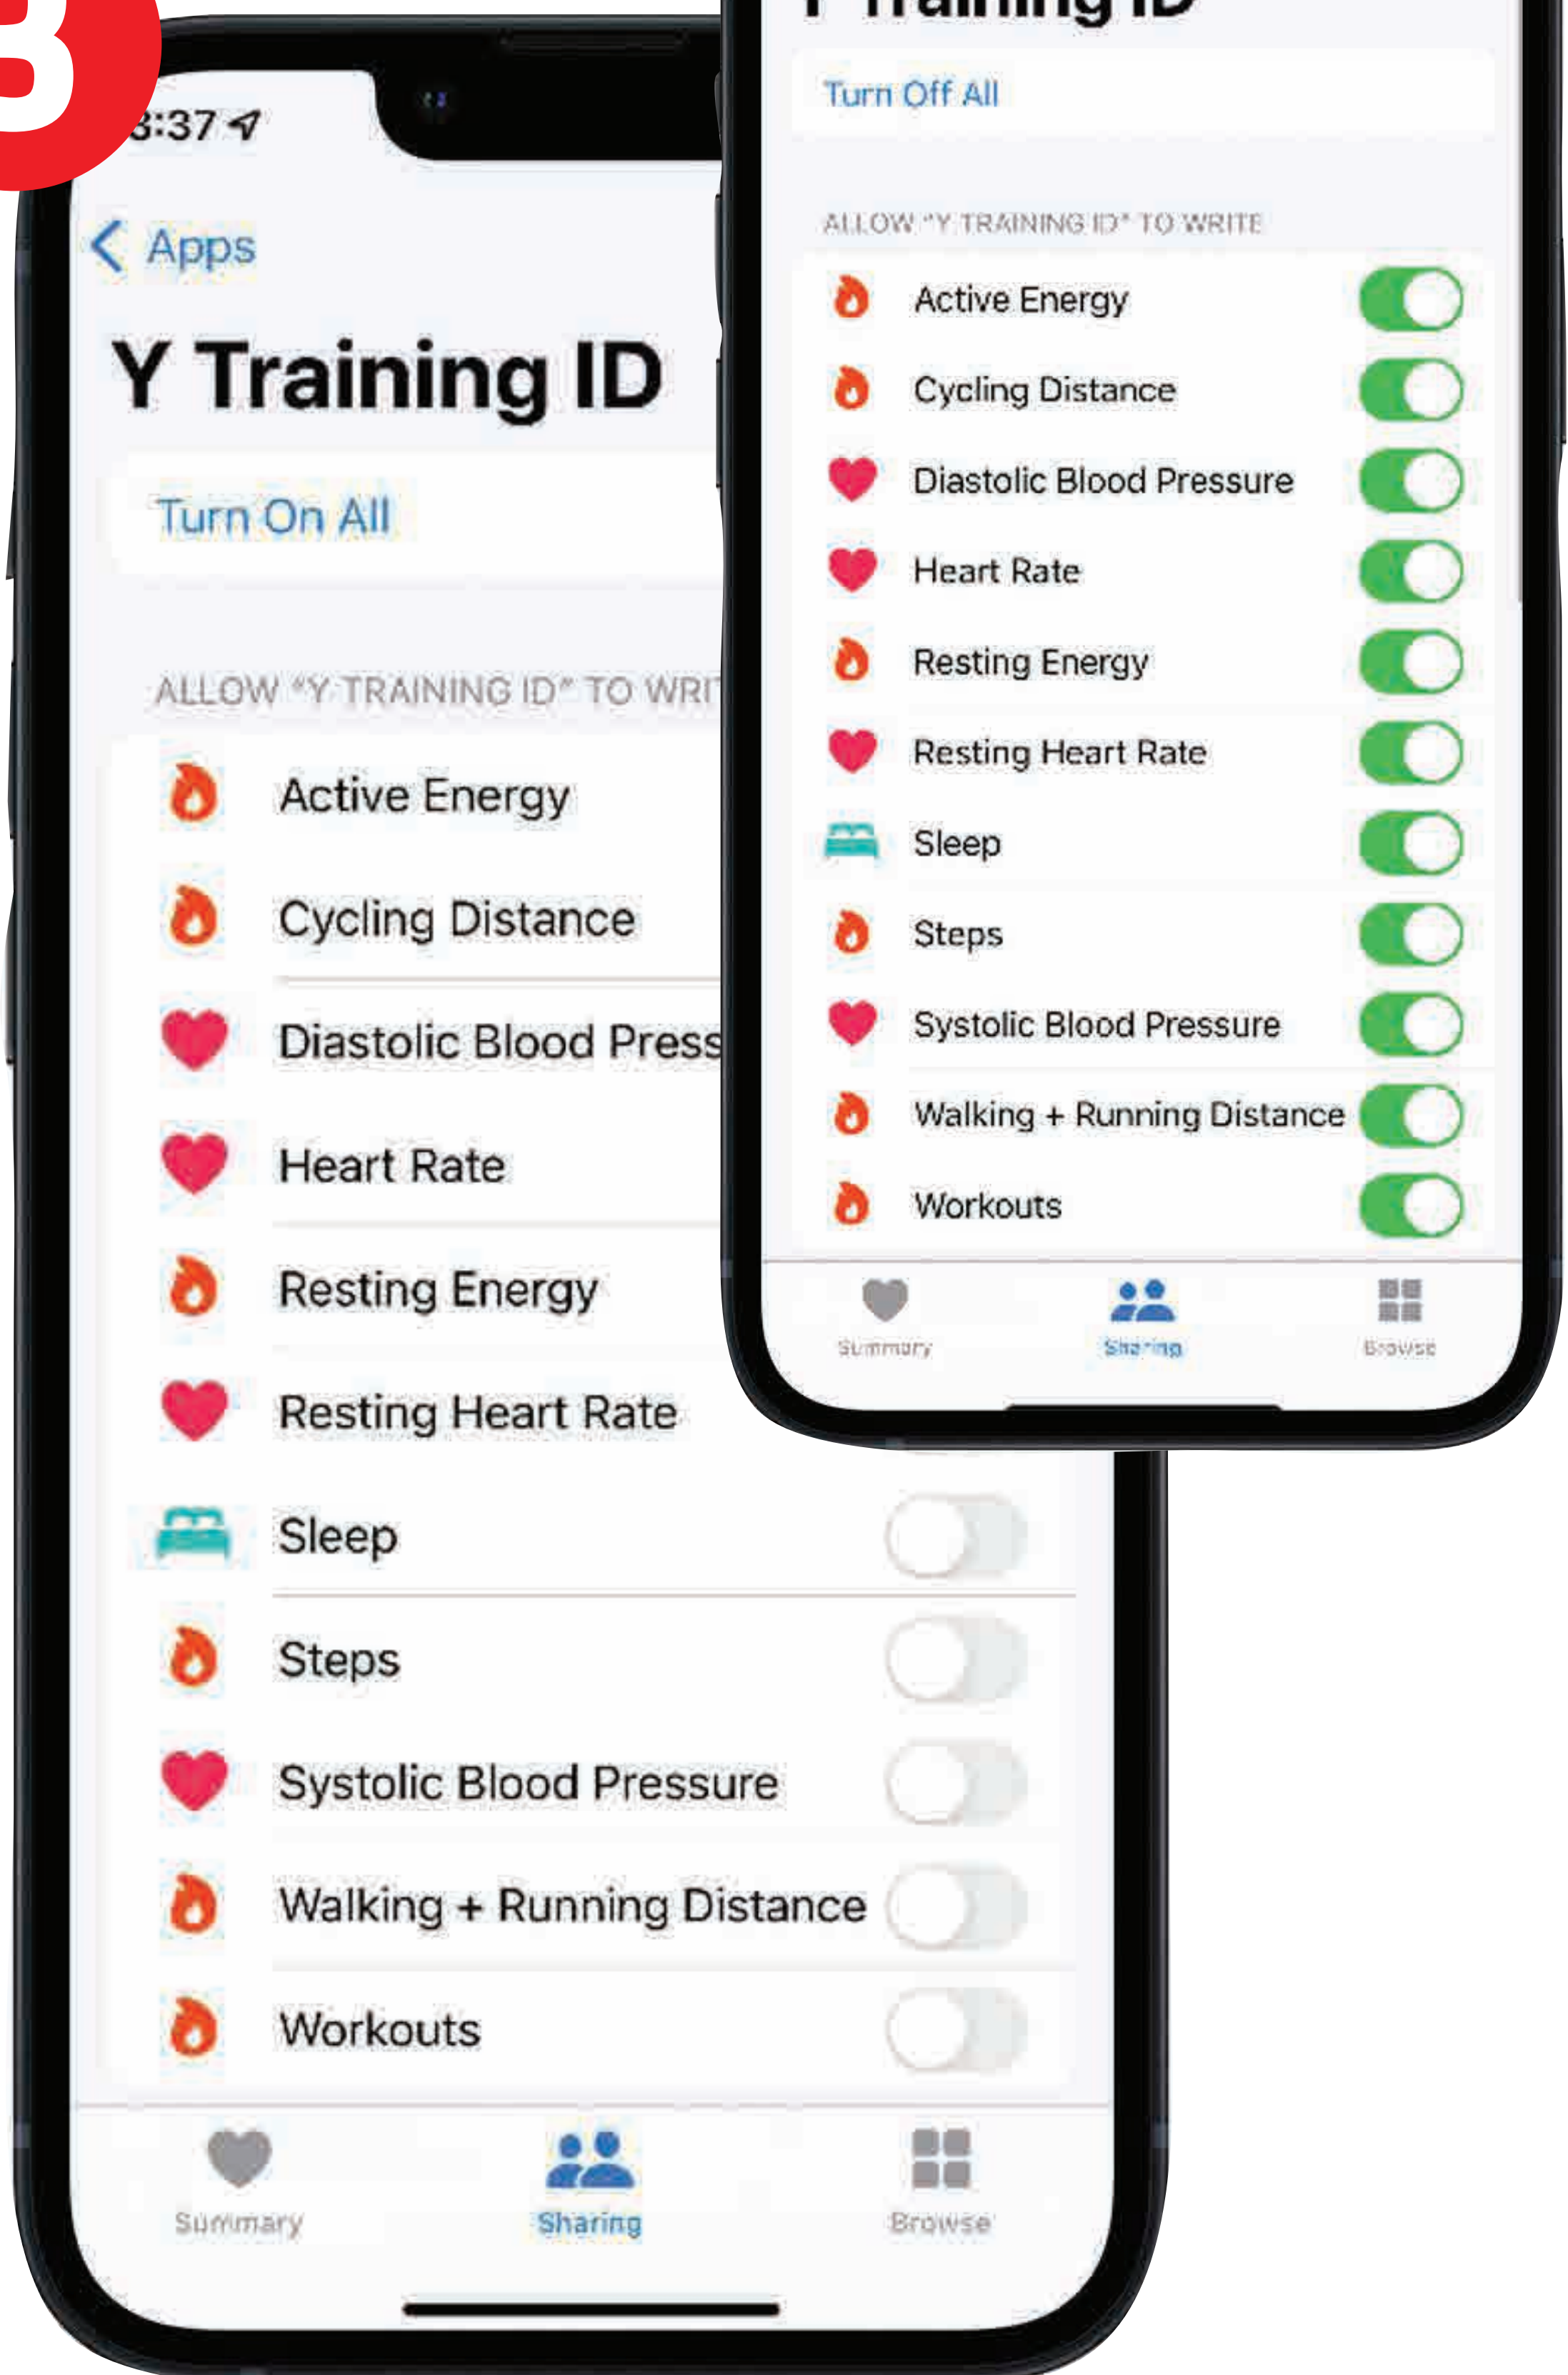 3
3:37
Apps
Y Training ID
Turn On All
ALLOW "Y TRAINING ID" TO WRI
Active Energy
Cycling Distance
Diastolic Blood Press
Heart Rate
Resting Energy
Resting Heart Rate
Sleep
Steps
Systolic Blood Pressure
Walking + Running Distance
Workouts
Summary
Sharing
Browse
Y Training ID
Turn Off All
ALLOW "Y TRAINING ID" TO WRITE
Active Energy
Cycling Distance
Diastolic Blood Pressure
Heart Rate
Resting Energy
Resting Heart Rate
Sleep
Steps
Systolic Blood Pressure
Walking + Running Distance
Workouts
Summary
Sharing
Browse